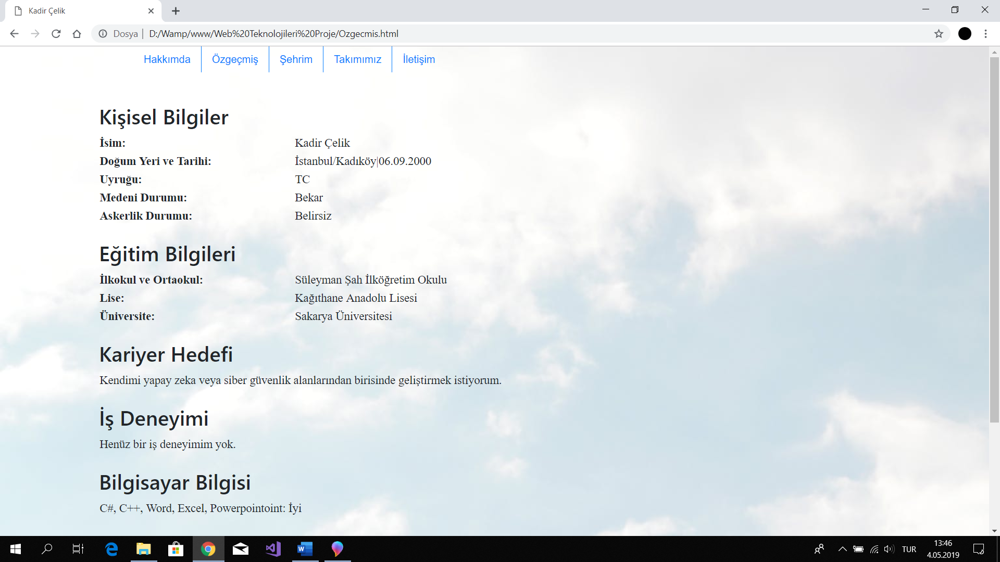 Kadir Çelik
Dosya | D:/Wamp/www/Web%20Teknolojileri%20Proje/Ozgecmis.html
Hakkımda Özgeçmiş Şehrim Takımımız İletişim
Kişisel Bilgiler
İsim: Kadir Çelik
Doğum Yeri ve Tarihi: İstanbul/Kadıköy|06.09.2000
Uyruğu: TC
Medeni Durumu: Bekar
Askerlik Durumu: Belirsiz
Eğitim Bilgileri
İlkokul ve Ortaokul: Süleyman Şah İlköğretim Okulu
Lise: Kağıthane Anadolu Lisesi
Üniversite: Sakarya Üniversitesi
Kariyer Hedefi
Kendimi yapay zeka veya siber güvenlik alanlarından birisinde geliştirmek istiyorum.
İş Deneyimi
Henüz bir iş deneyimim yok.
Bilgisayar Bilgisi
C#, C++, Word, Excel, Powerpointoint: İyi
TUR
13:46
4.05.2019